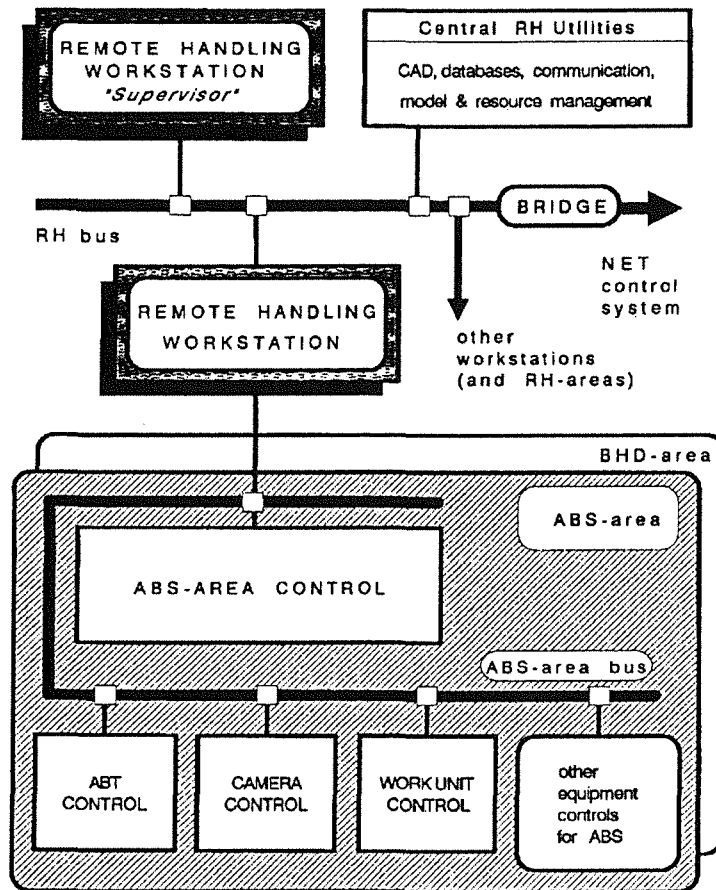 REMOTE HANDLING
WORKSTATION
"Supervisor"
Central RH Utilities
CAD, databases, communication,
model & resource management
BRIDGE
RH bus
NET
control
system
REMOTE HANDLING
WORKSTATION
other
workstations
(and RH-areas)
BHD-area
ABS-area
ABS-AREA CONTROL
ABS-area bus
ABT
CONTROL
CAMERA
CONTROL
WORK UNIT
CONTROL
other
equipment
controls
for ABS